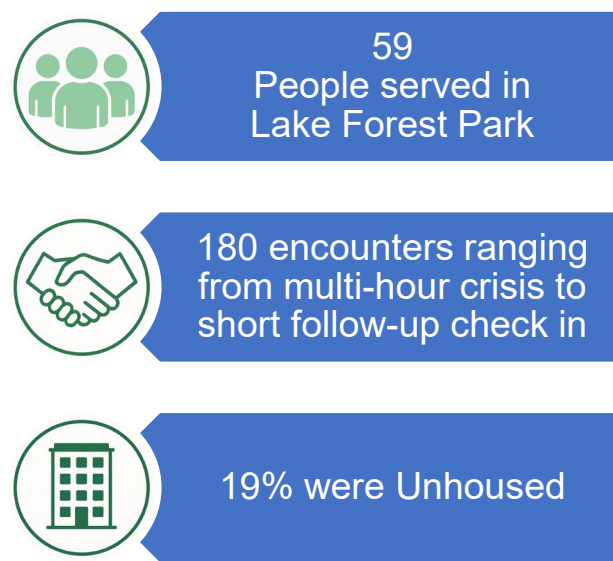 59
People served in
Lake Forest Park
180 encounters ranging
from multi-hour crisis to
short follow-up check in
19% were Unhoused